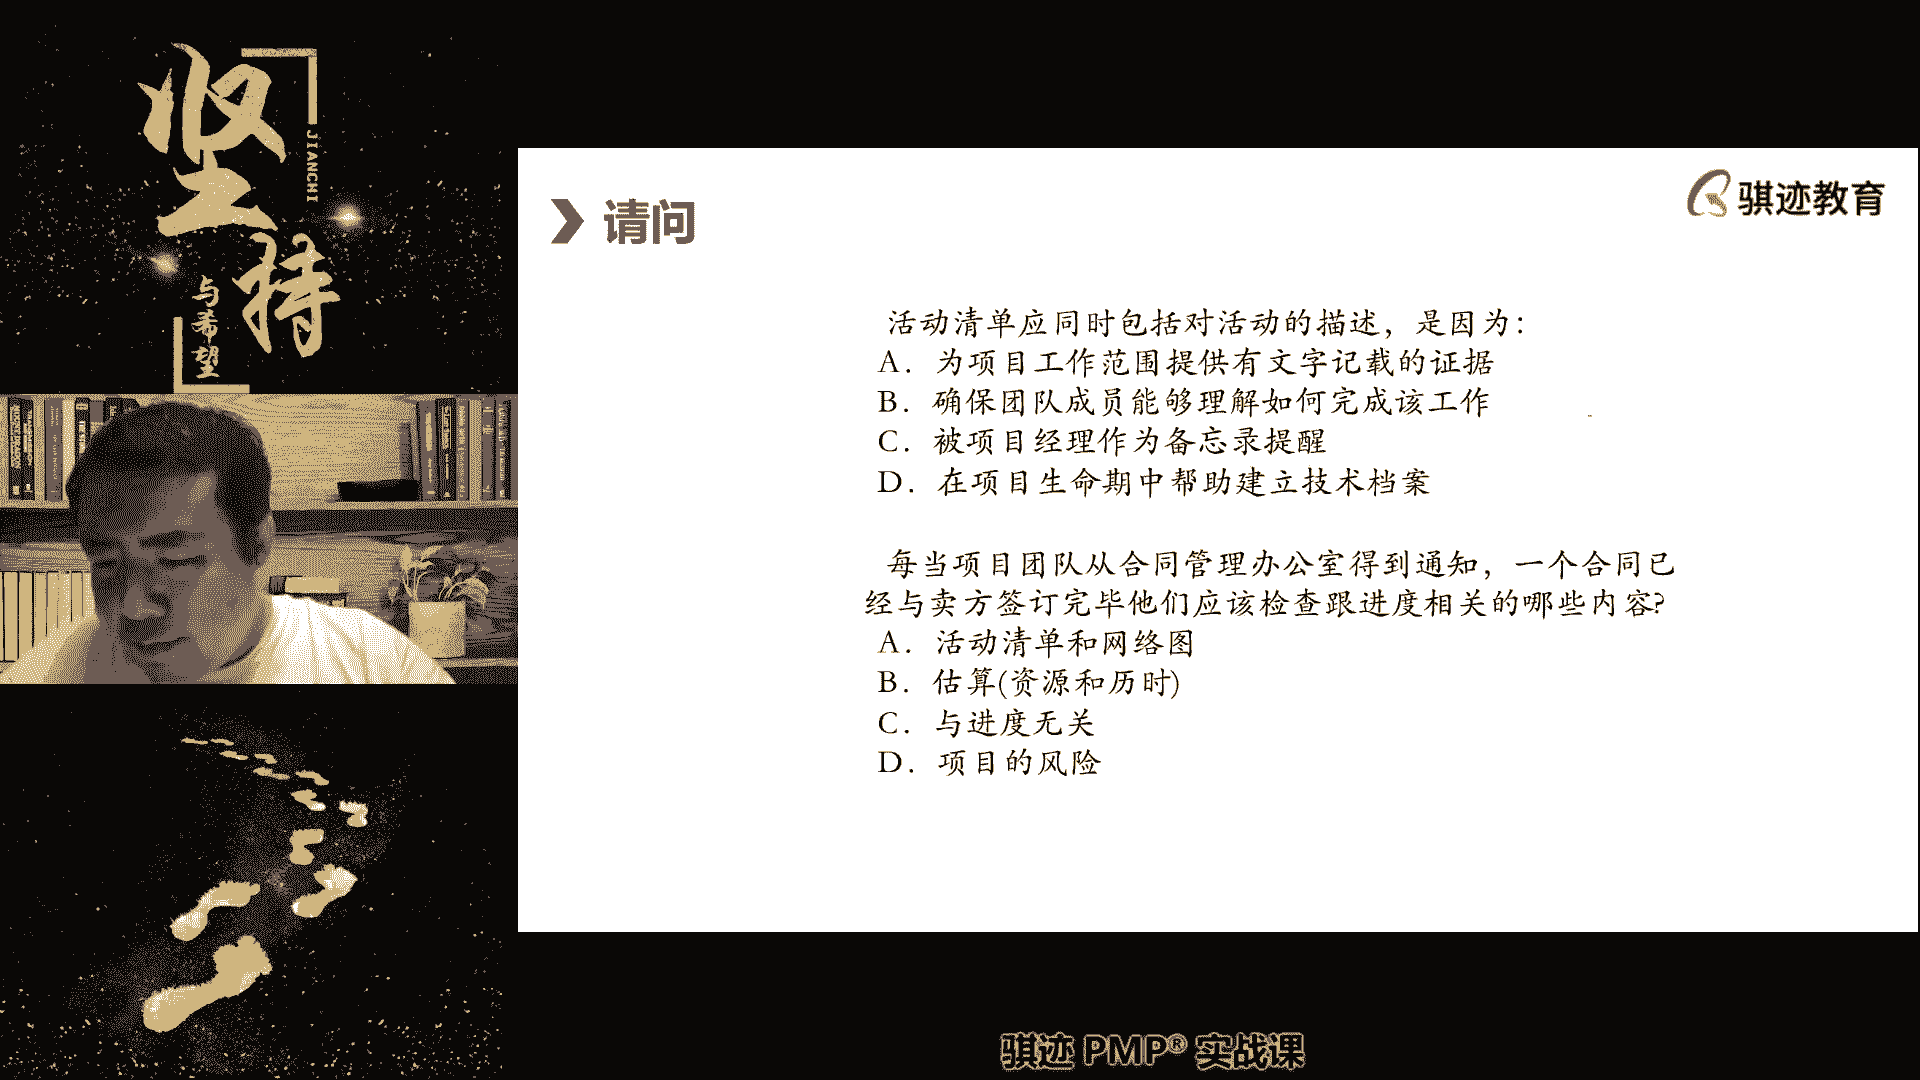 坚持
JIANCHI
与希望
骐迹教育
请问
活动清单应同时包括对活动的描述，是因为：
A．为项目工作范围提供有文字记载的证据
B．确保团队成员能够理解如何完成该工作
C．被项目经理作为备忘录提醒
D．在项目生命期中帮助建立技术档案
每当项目团队从合同管理办公室得到通知，一个合同已
经与卖方签订完毕他们应该检查跟进度相关的哪些内容?
A．活动清单和网络图
B．估算(资源和历时)
C．与进度无关
D．项目的风险
骐迹 PMP® 实战课